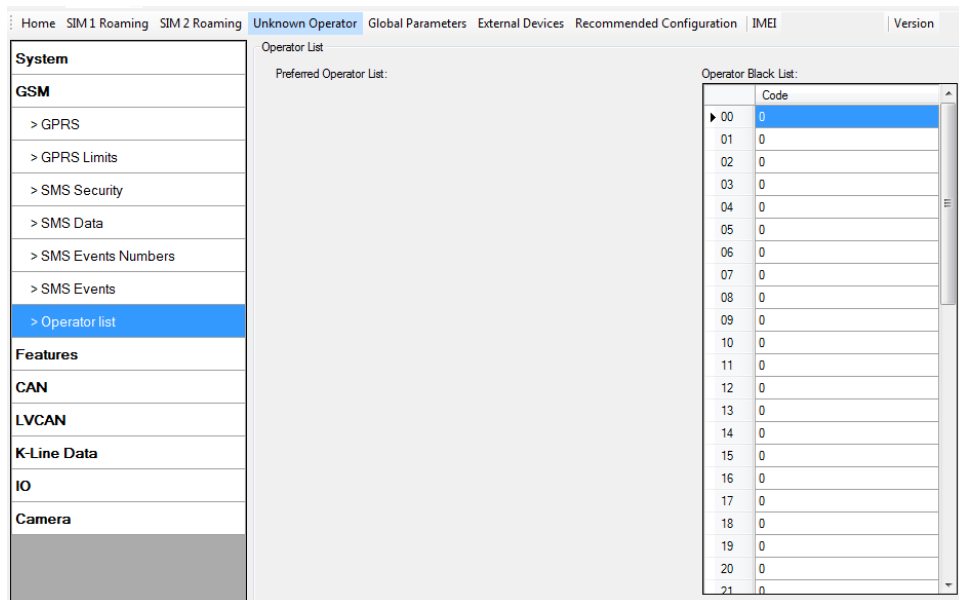 Home SIM 1 Roaming SIM 2 Roaming Unknown Operator Global Parameters External Devices Recommended Configuration IMEI Version
System
GSM
> GPRS
> GPRS Limits
> SMS Security
> SMS Data
> SMS Events Numbers
> SMS Events
> Operator list
Features
CAN
LVCAN
K-Line Data
IO
Camera
Operator List
Preferred Operator List:
Operator Black List:
Code
00 0
01 0
02 0
03 0
04 0
05 0
06 0
07 0
08 0
09 0
10 0
11 0
12 0
13 0
14 0
15 0
16 0
17 0
18 0
19 0
20 0
21 0